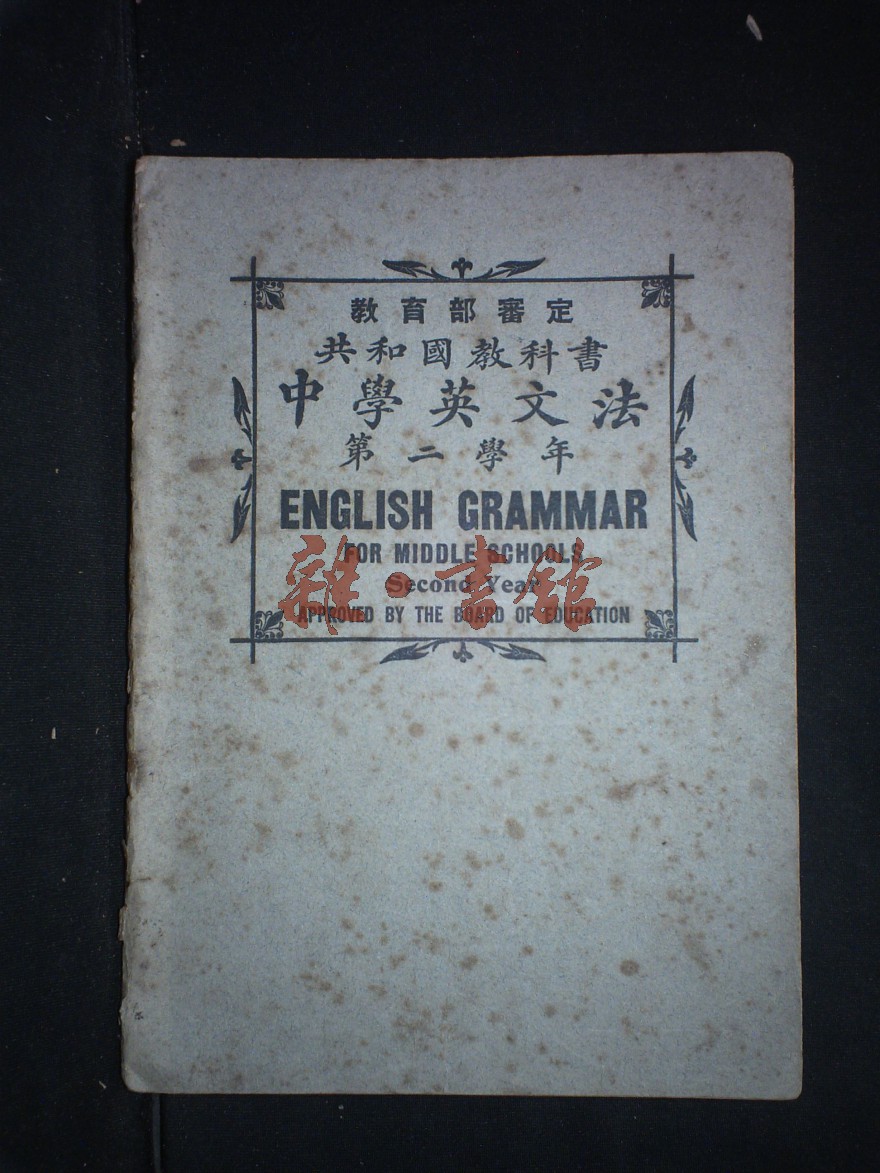 教育部審定
共和國教科書
中學英文法
第二學年
ENGLISH GRAMMAR
FOR MIDDLE SCHOOLS
Second Year
APPROVED BY THE BOARD OF EDUCATION
雜·書館